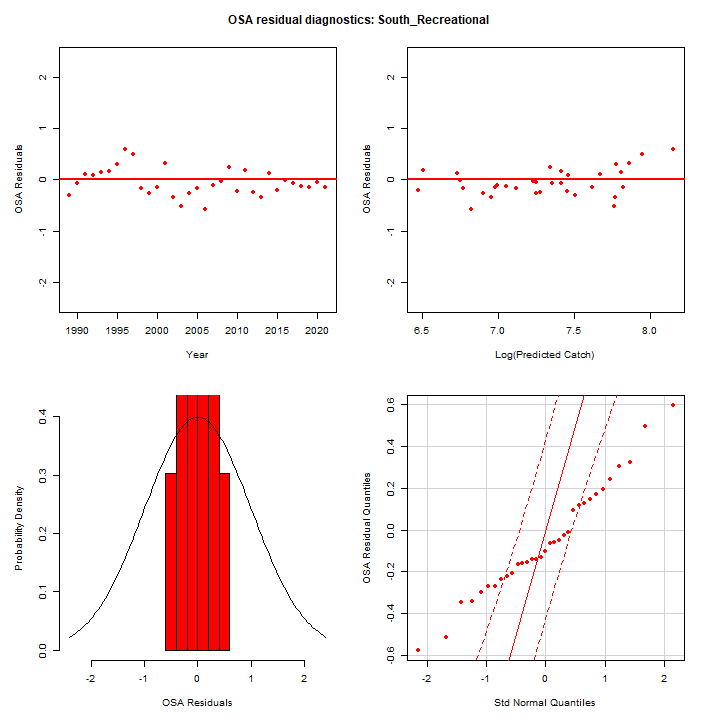 OSA residual diagnostics: South_Recreational
OSA Residuals
2
1
0
-1
-2
1990 1995 2000 2005 2010 2015 2020
Year
OSA Residuals
2
1
0
-1
-2
6.5 7.0 7.5 8.0
Log(Predicted Catch)
Probability Density
0.4
0.3
0.2
0.1
0.0
-2 -1 0 1 2
OSA Residuals
OSA Residual Quantiles
0.6
0.4
0.2
0.0
-0.2
-0.4
-0.6
-2 -1 0 1 2
Std Normal Quantiles